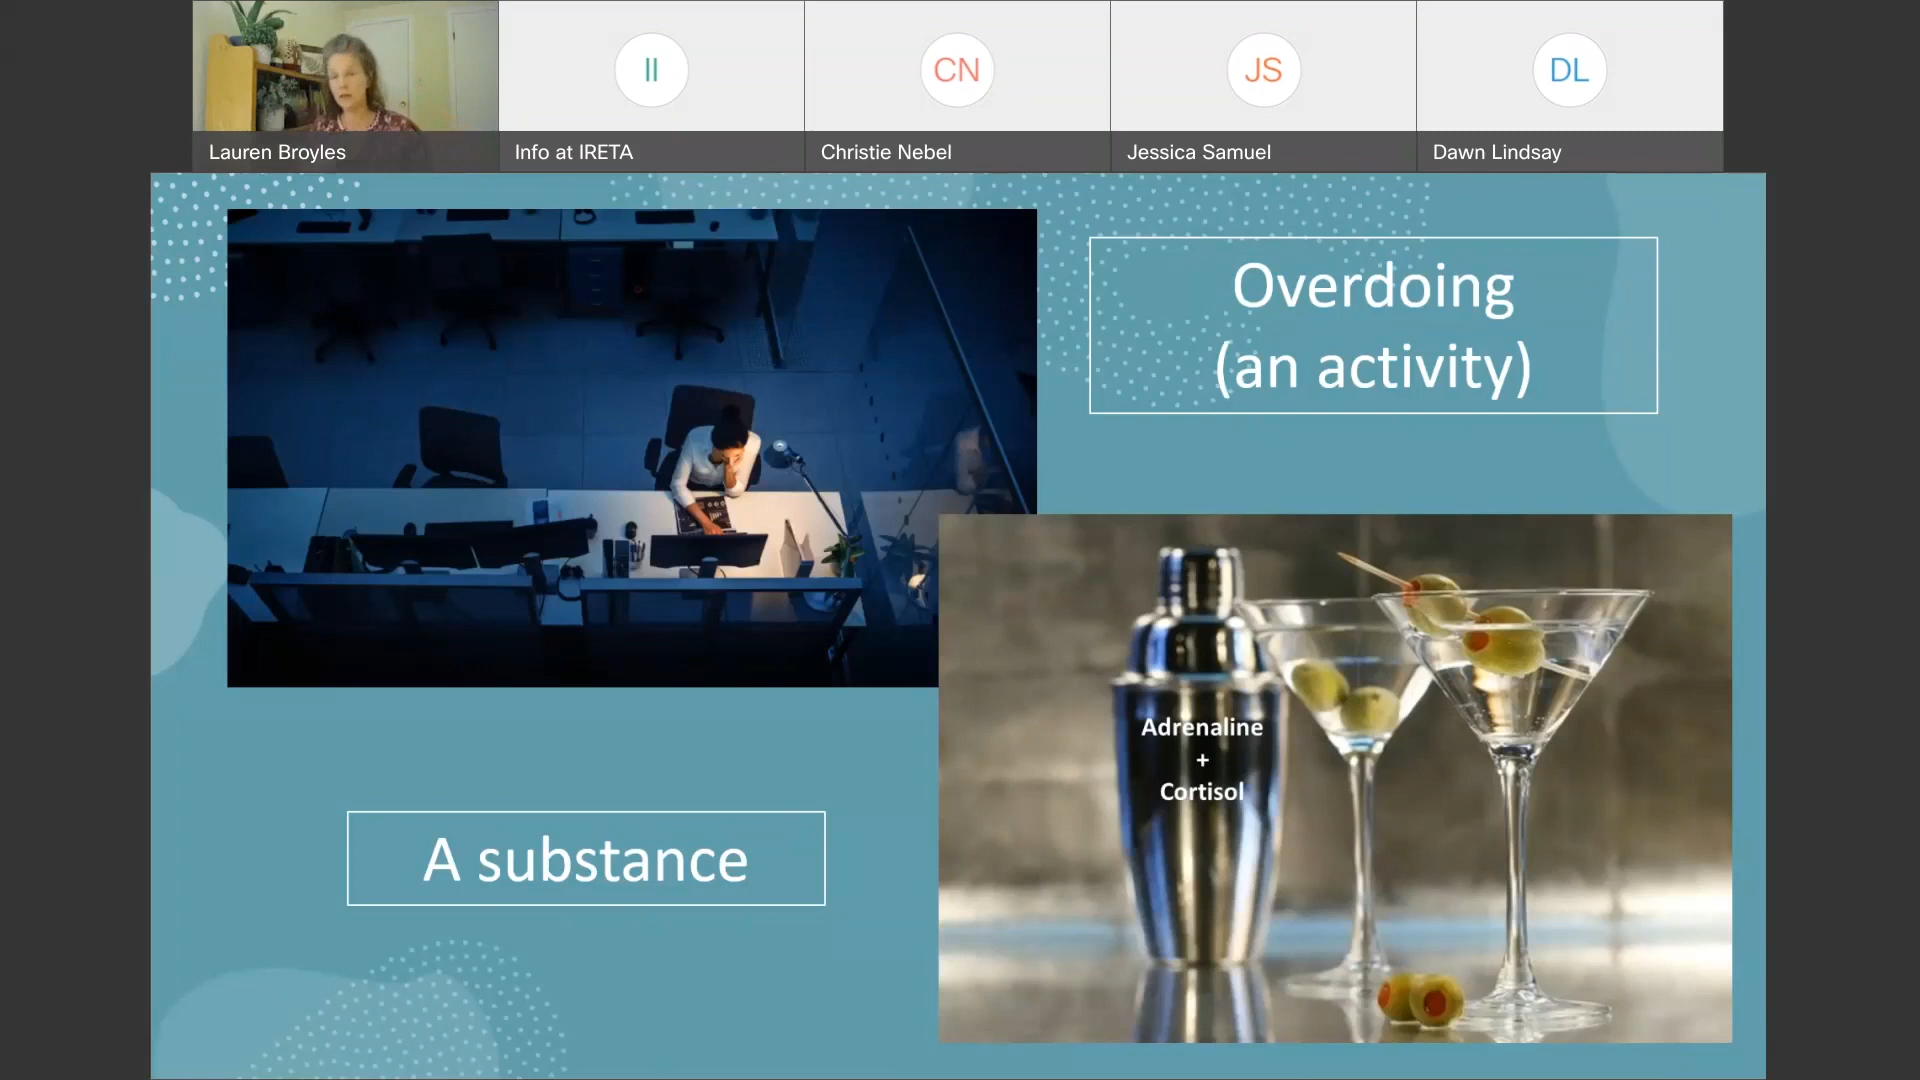 II
CN
JS
DL
Lauren Broyles
Info at IRETA
Christie Nebel
Jessica Samuel
Dawn Lindsay
Overdoing
(an activity)
Adrenaline
+
Cortisol
A substance